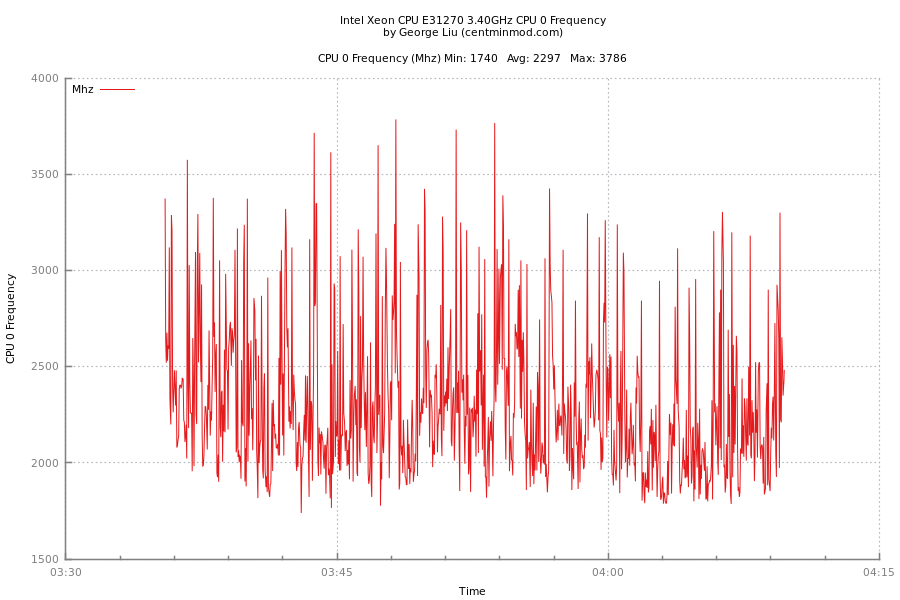 Intel Xeon CPU E31270 3.40GHz CPU 0 Frequency
by George Liu (centminmod.com)
CPU 0 Frequency (Mhz) Min: 1740 Avg: 2297 Max: 3786
4000
Mhz
3500
3000
CPU 0 Frequency
2500
2000
1500
03:30
03:45
04:00
04:15
Time